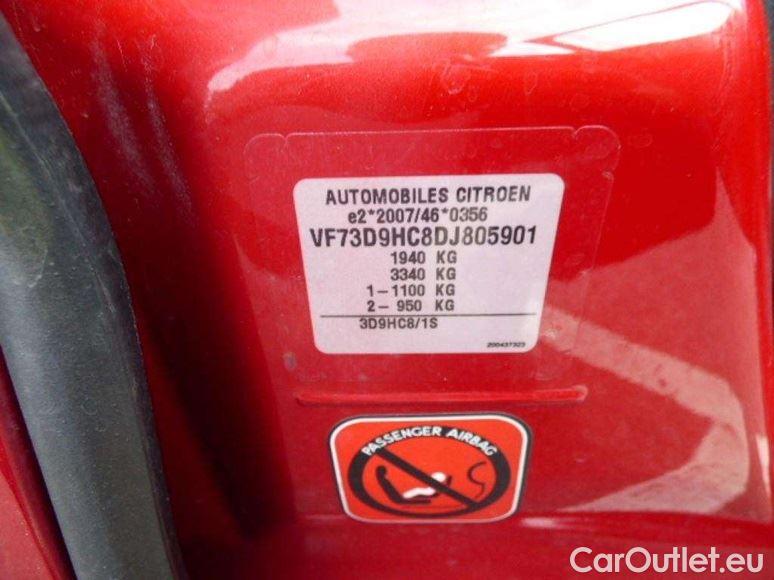 AUTOMOBILES CITROEN
e2*2007/46*0356
VF73D9HC8DJ805901
1940 KG
3340 KG
1-1100 KG
2- 950 KG
3D9HC8/1S
200437323
PASSENGER AIRBAG
CarOutlet.eu